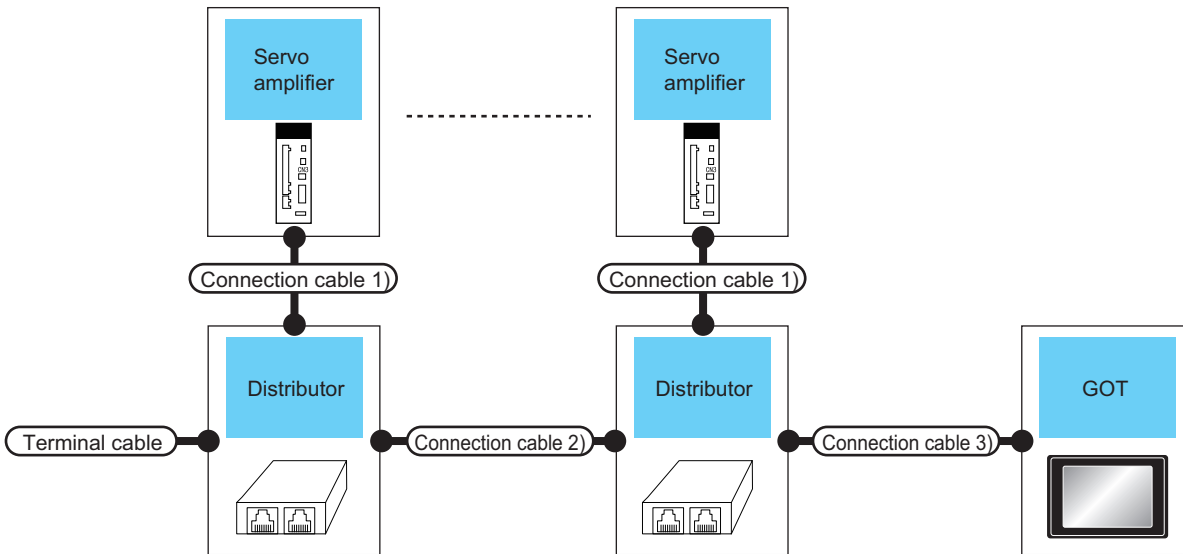 Servo
amplifier
Servo
amplifier
CN3
CN3
Connection cable 1)
Connection cable 1)
Distributor
Distributor
GOT
Terminal cable
Connection cable 2)
Connection cable 3)